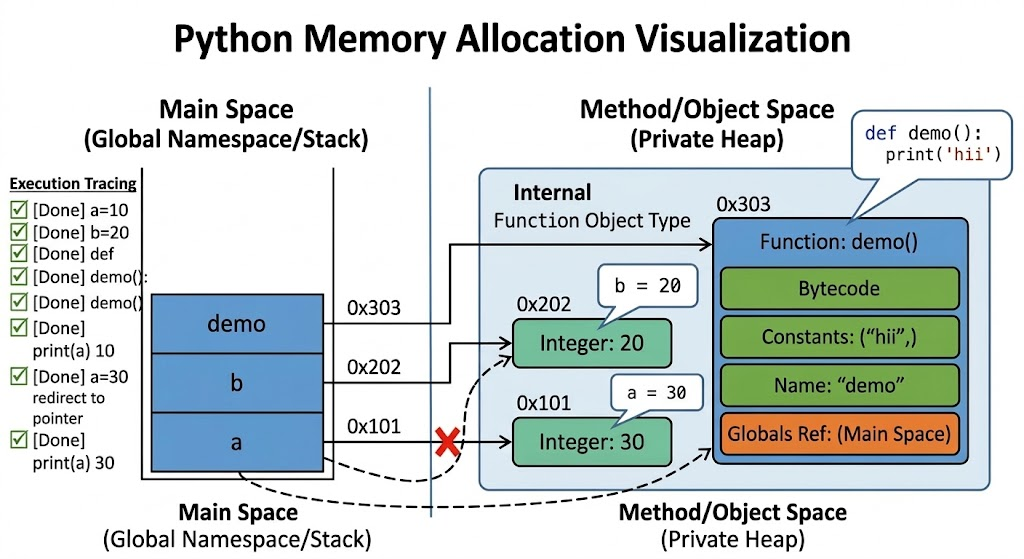 Python Memory Allocation Visualization
Main Space
(Global Namespace/Stack)
Execution Tracing
[Done] a=10
[Done] b=20
[Done] def
[Done] demo():
[Done] demo()
[Done]
print(a) 10
[Done] a=30
redirect to
pointer
[Done]
print(a) 30
demo
b
a
0x303
0x202
0x101
Main Space
(Global Namespace/Stack)
Method/Object Space
(Private Heap)
def demo():
print('hii')
Internal
Function Object Type
0x303
Function: demo()
Bytecode
Constants: (“hii”,)
Name: “demo”
Globals Ref: (Main Space)
b = 20
0x202
Integer: 20
a = 30
0x101
Integer: 30
Method/Object Space
(Private Heap)